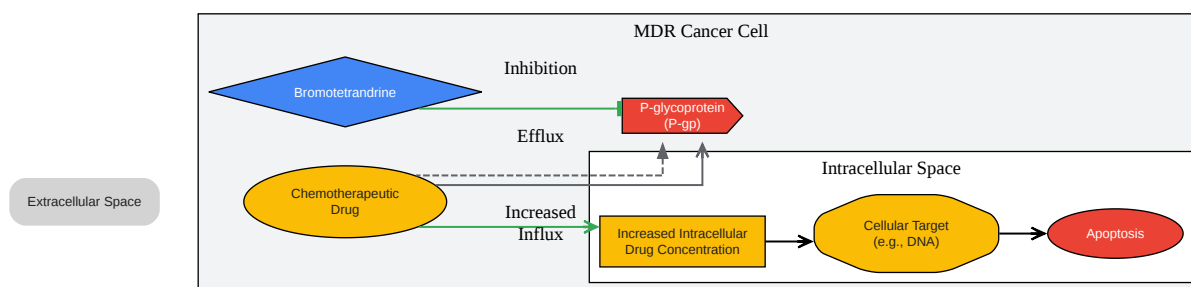 MDR Cancer Cell
Inhibition
Bromotetrandrine
P-glycoprotein
(P-gp)
Efflux
Intracellular Space
Extracellular Space
Chemotherapeutic
Drug
Increased
Influx
Increased Intracellular
Drug Concentration
Cellular Target
(e.g., DNA)
Apoptosis